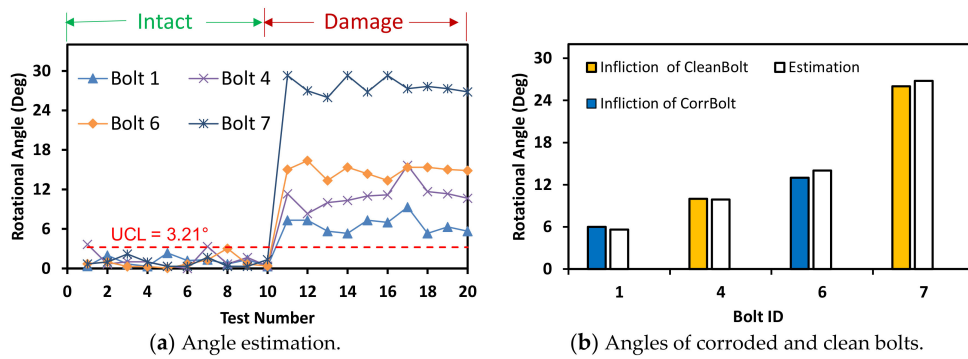 Intact
Damage
Rotational Angle (Deg)
30
24
18
12
6
0
Bolt 1
Bolt 4
Bolt 6
Bolt 7
UCL = 3.21°
0 2 4 6 8 10 12 14 16 18 20
Test Number
(a) Angle estimation.
Rotational Angle (Deg)
30
24
18
12
6
0
Infliction of CleanBolt
Estimation
Infliction of CorrBolt
1 4 6 7
Bolt ID
(b) Angles of corroded and clean bolts.